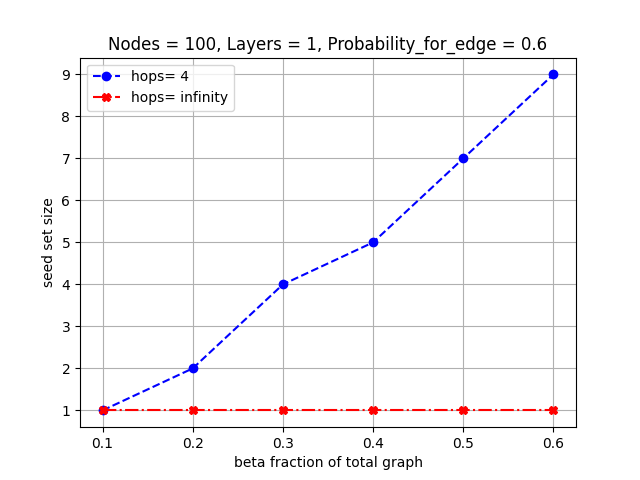 Nodes = 100, Layers = 1, Probability_for_edge = 0.6
hops= 4
hops= infinity
9
8
7
6
5
4
3
2
1
seed set size
0.1 0.2 0.3 0.4 0.5 0.6
beta fraction of total graph